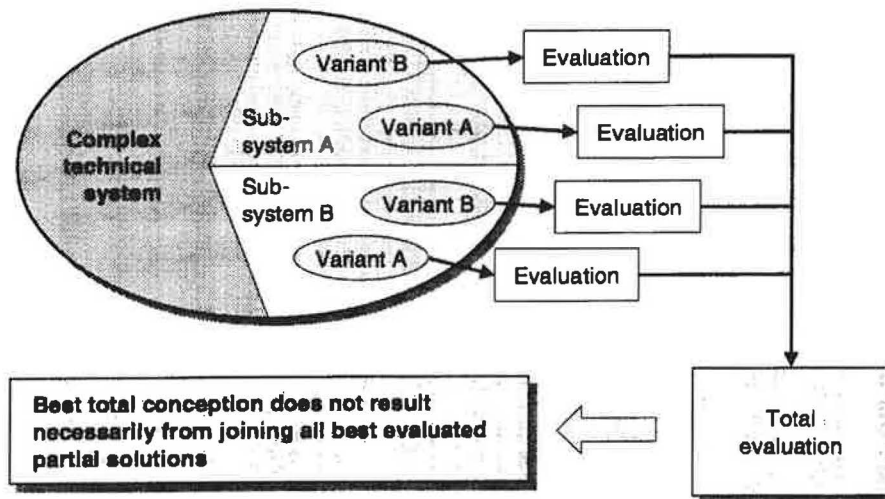 Variant B
Evaluation
Complex
technical
system
Sub-
system A
Variant A
Evaluation
Sub-
system B
Variant B
Evaluation
Variant A
Evaluation
Best total conception does not result
necessarily from joining all best evaluated
partial solutions
Total
evaluation